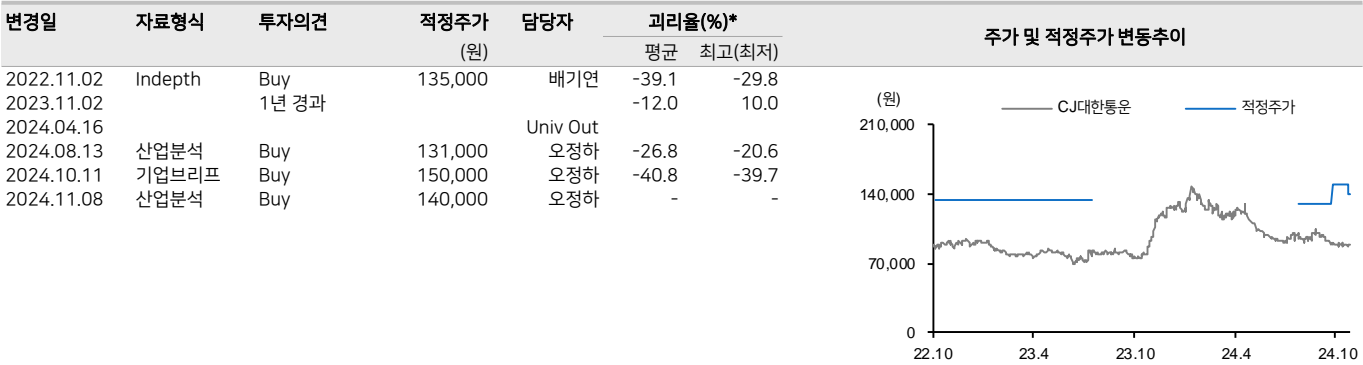 변경일 자료형식 투자의견 적정주가 담당자 괴리율(%)*
(원) 평균 최고(최저)
2022.11.02 Indepth Buy 135,000 배기연 -39.1 -29.8
2023.11.02 1년 경과 -12.0 10.0
2024.04.16 Univ Out
2024.08.13 산업분석 Buy 131,000 오정하 -26.8 -20.6
2024.10.11 기업브리프 Buy 150,000 오정하 -40.8 -39.7
2024.11.08 산업분석 Buy 140,000 오정하 - -
주가 및 적정주가 변동추이
(원)
CJ대한통운 적정주가
210,000
140,000
70,000
0
22.10 23.4 23.10 24.4 24.10